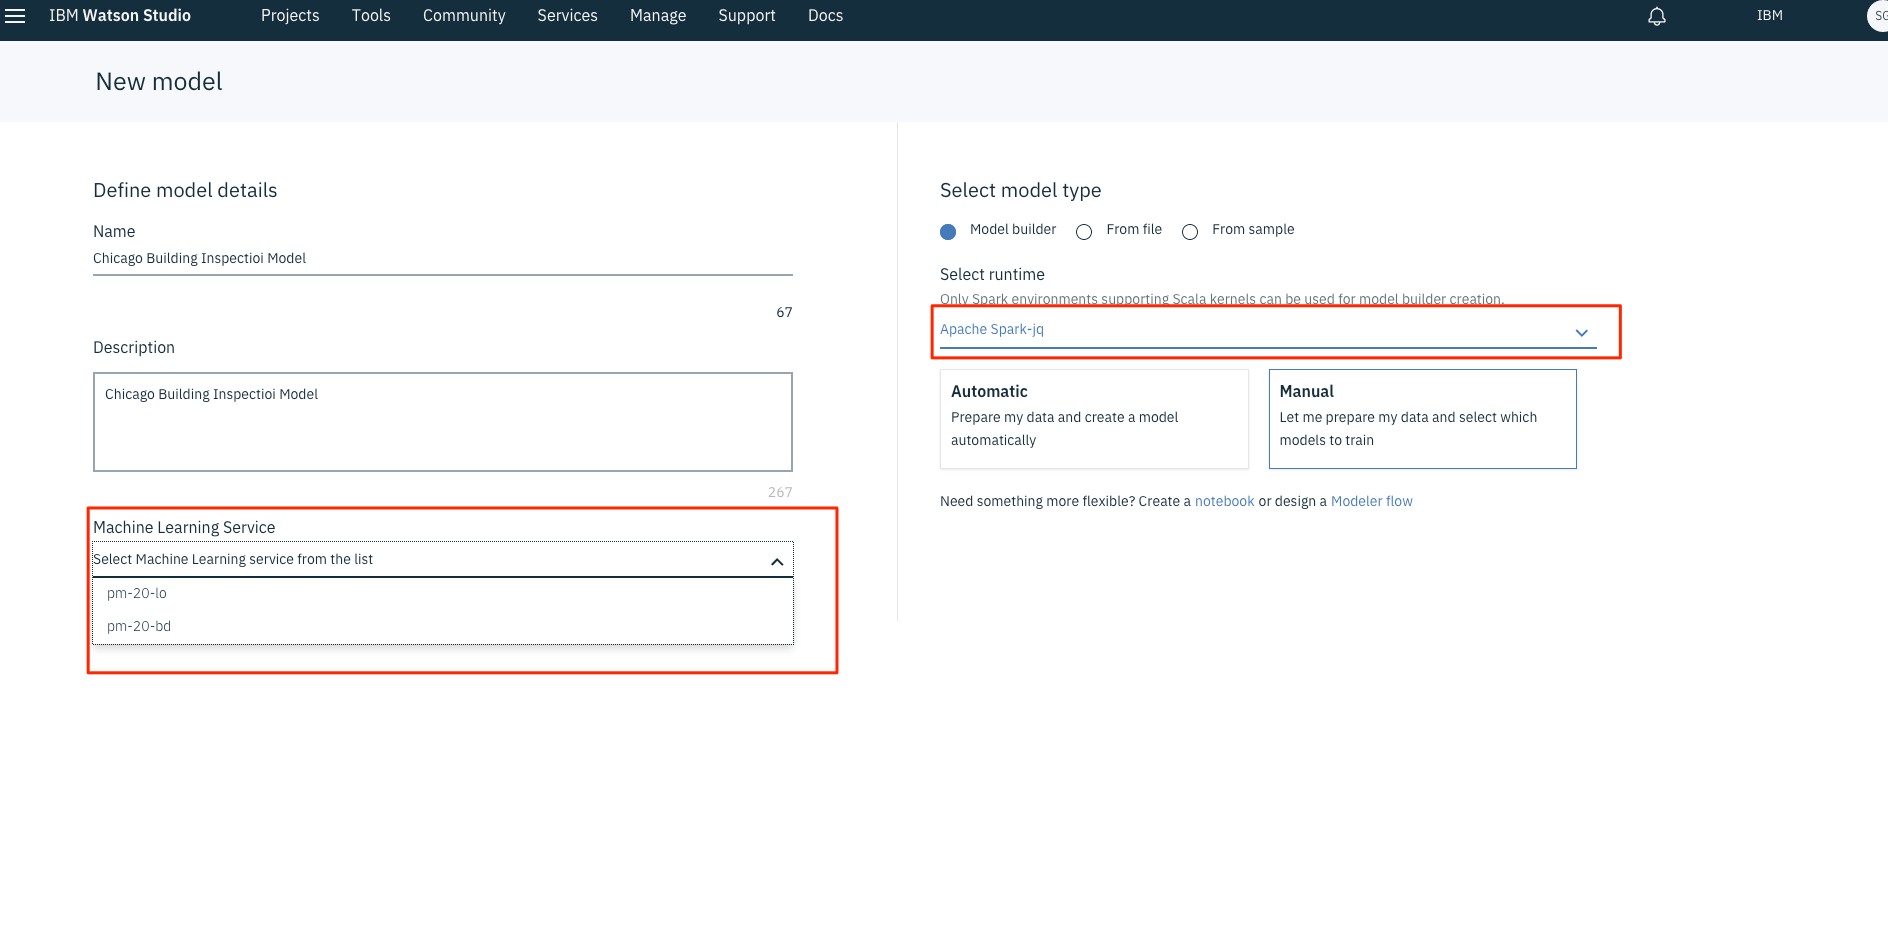 IBM Watson Studio Projects Tools Community Services Manage Support Docs IBM SG
New model
Define model details
Name
Chicago Building Inspectioi Model
67
Description
Chicago Building Inspectioi Model
267
Machine Learning Service
Select Machine Learning service from the list
pm-20-lo
pm-20-bd
Select model type
Model builder From file From sample
Select runtime
Only Spark environments supporting Scala kernels can be used for model builder creation.
Apache Spark-jq
Automatic
Prepare my data and create a model
automatically
Manual
Let me prepare my data and select which
models to train
Need something more flexible? Create a notebook or design a Modeler flow